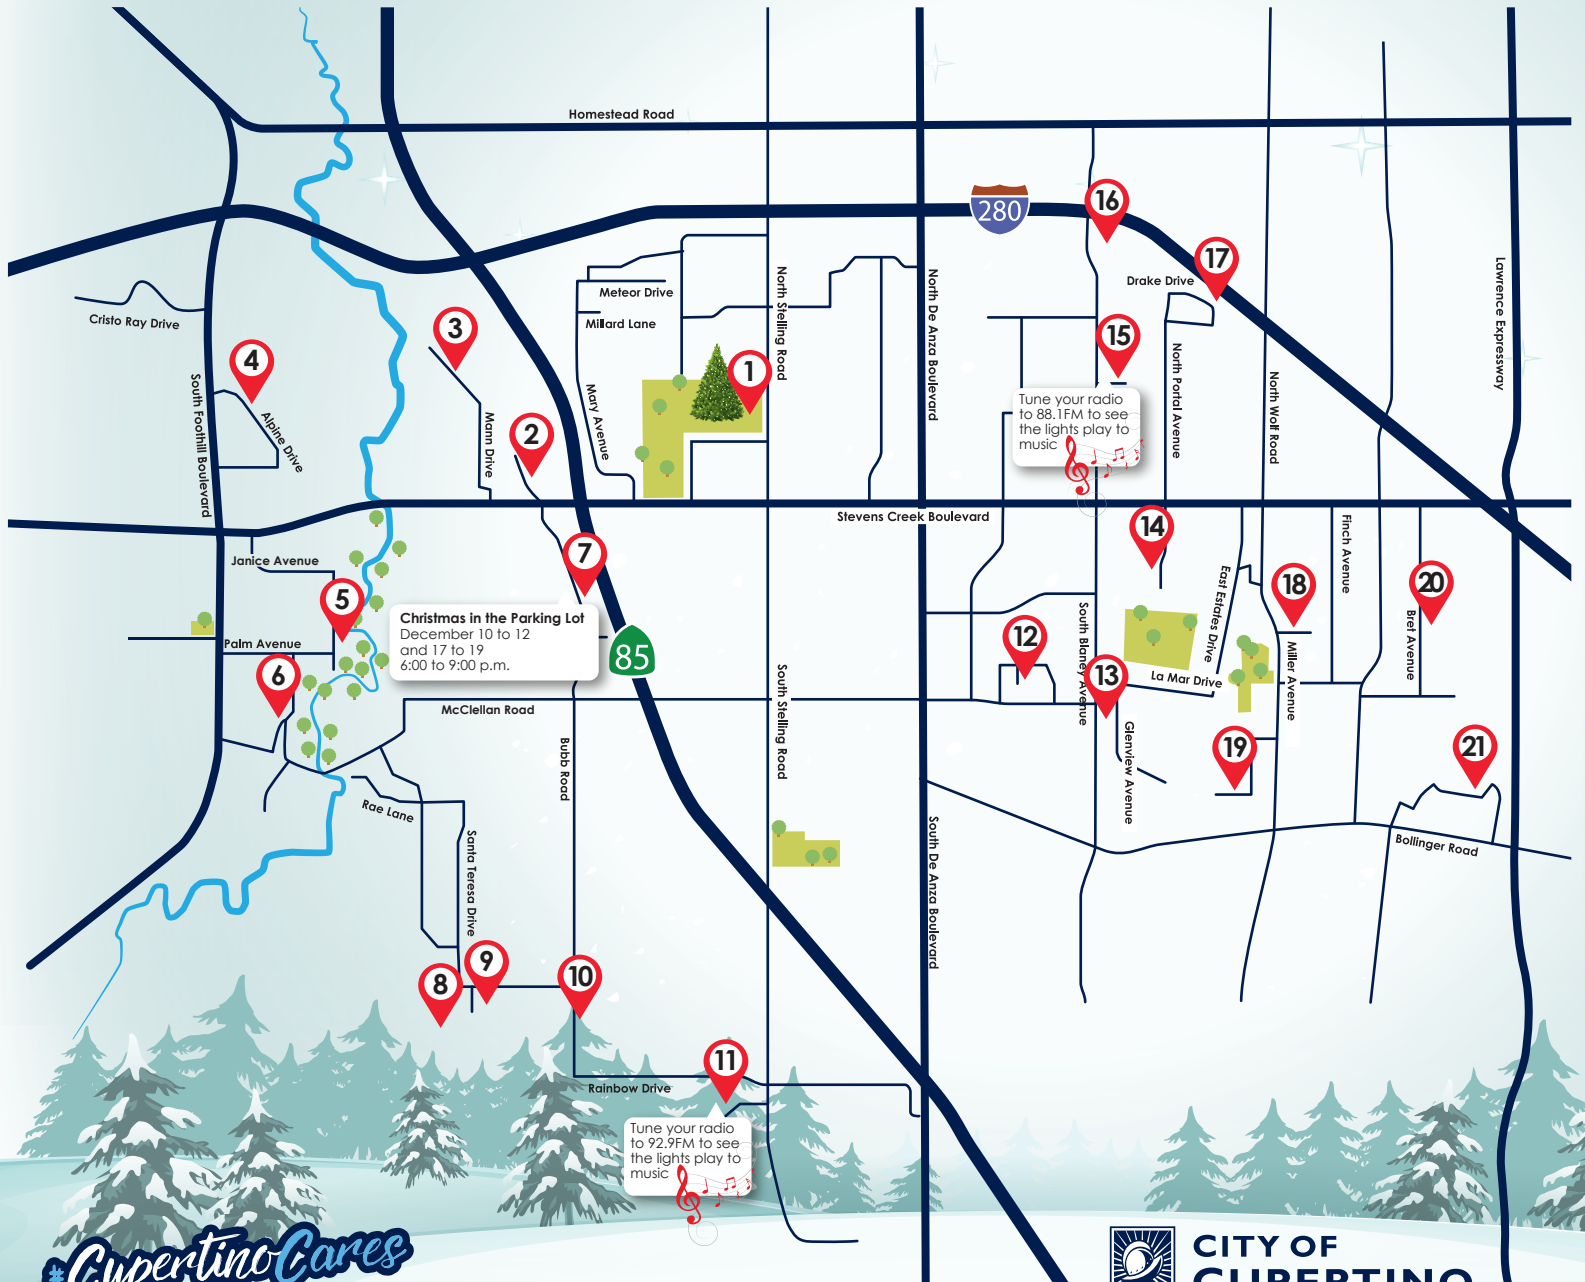 Homestead Road
280
16
17
Drake Drive
Meteor Drive
Millard Lane
Cristo Ray Drive
North Stelling Road
North De Anza Boulevard
Lawrence Expressway
3
15
4
1
South Foothill Boulevard
Alpine Drive
Mann Drive
Mary Avenue
North Portal Avenue
North Wolf Road
2
Tune your radio
to 88.1FM to see
the lights play to
music
Stevens Creek Boulevard
14
Finch Avenue
7
Janice Avenue
5
East Estates Drive
18
20
Christmas in the Parking Lot
December 10 to 12
and 17 to 19
6:00 to 9:00 p.m.
85
12
South Blaney Avenue
Bret Avenue
Palm Avenue
6
13
La Mar Drive
Miller Avenue
McClellan Road
South Stelling Road
Bubb Road
Glenview Avenue
19
21
Rae Lane
Santa Teresa Drive
South De Anza Boulevard
Bollinger Road
8
9
10
11
Rainbow Drive
Tune your radio
to 92.9FM to see
the lights play to
music
#CupertinoCares
CITY OF
CUPERTINO